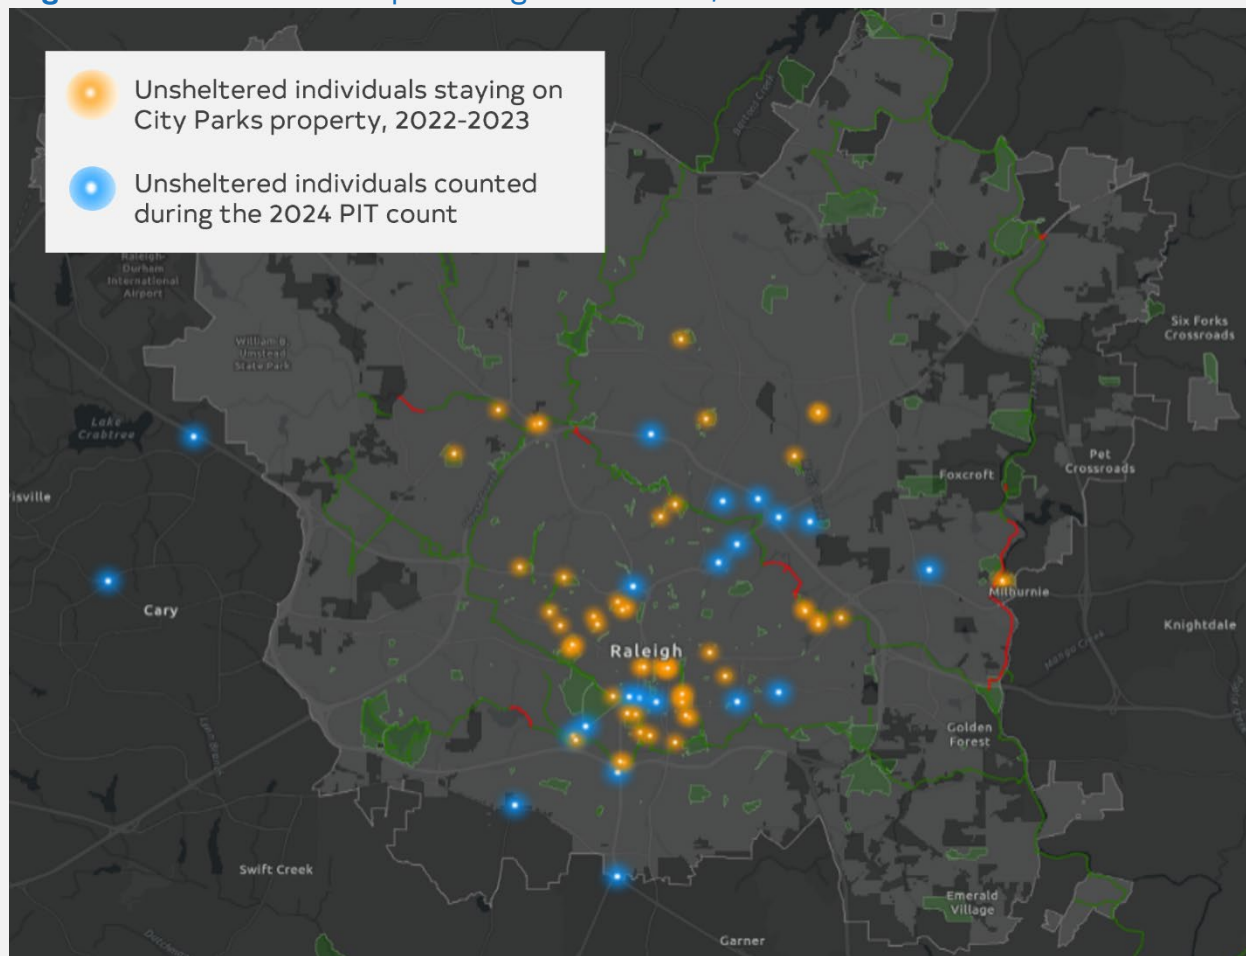 Unsheltered individuals staying on
City Parks property, 2022-2023
Unsheltered individuals counted
during the 2024 PIT count
Raleigh-
Durham
International
Airport
William B.
Umstead
State Park
Six Forks
Crossroads
Lake
Crabtree
Pet
Crossroads
Foxcroft
risville
Cary
Milburnie
Knightdale
Raleigh
Golden
Forest
Swift Creek
Emerald
Village
Garner